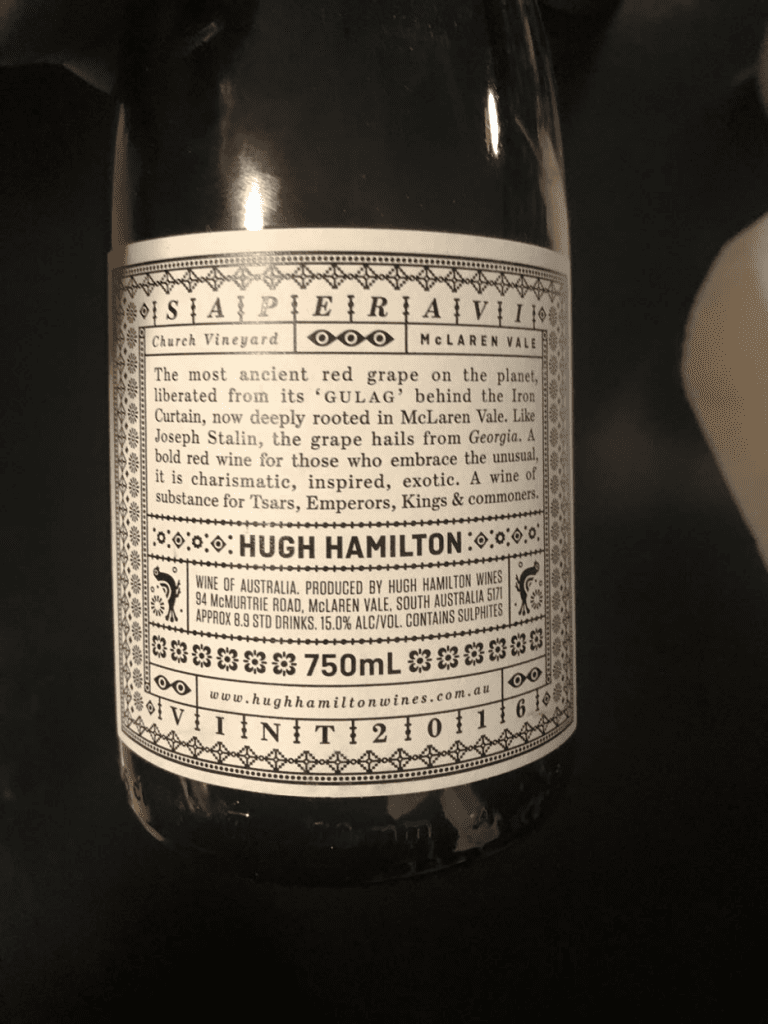 SAPERAVI
Church Vineyard McLAREN VALE
The most ancient red grape on the planet,
liberated from its ‘GULAG’ behind the Iron
Curtain, now deeply rooted in McLaren Vale. Like
Joseph Stalin, the grape hails from Georgia. A
bold red wine for those who embrace the unusual,
it is charismatic, inspired, exotic. A wine of
substance for Tsars, Emperors, Kings & commoners.
HUGH HAMILTON
WINE OF AUSTRALIA. PRODUCED BY HUGH HAMILTON WINES
94 McMURTRIE ROAD, McLAREN VALE, SOUTH AUSTRALIA 5171
APPROX 8.9 STD DRINKS. 15.0% ALC/VOL. CONTAINS SULPHITES
750mL
www.hughhamiltonwines.com.au
VINT2016